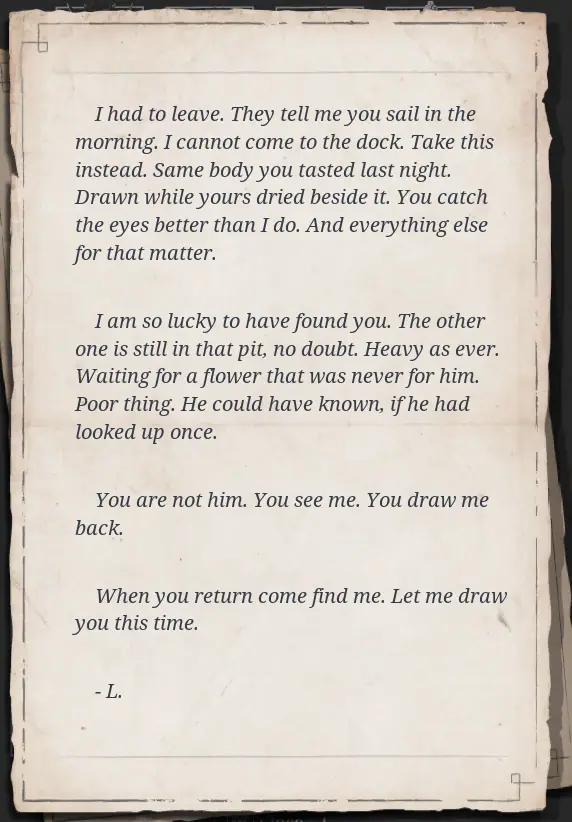 I had to leave. They tell me you sail in the
morning. I cannot come to the dock. Take this
instead. Same body you tasted last night.
Drawn while yours dried beside it. You catch
the eyes better than I do. And everything else
for that matter.
I am so lucky to have found you. The other
one is still in that pit, no doubt. Heavy as ever.
Waiting for a flower that was never for him.
Poor thing. He could have known, if he had
looked up once.
You are not him. You see me. You draw me
back.
When you return come find me. Let me draw
you this time.
- L.